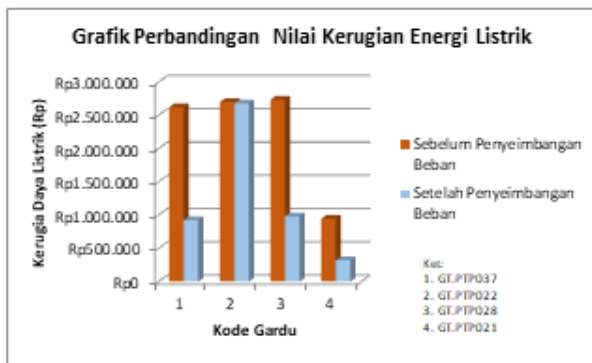 Grafik Perbandingan Nilai Kerugian Energi Listrik
Kerugia Daya Listrik (Rp)
Rp3.000.000
Rp2.500.000
Rp2.000.000
Rp1.500.000
Rp1.000.000
Rp500.000
Rp0
1 2 3 4
Kode Gardu
Sebelum Penyeimbangan
Beban
Setelah Penyeimbangan
Beban
Ket:
1. GT.PTP037
2. GT.PTP022
3. GT.PTP028
4. GT.PTP021